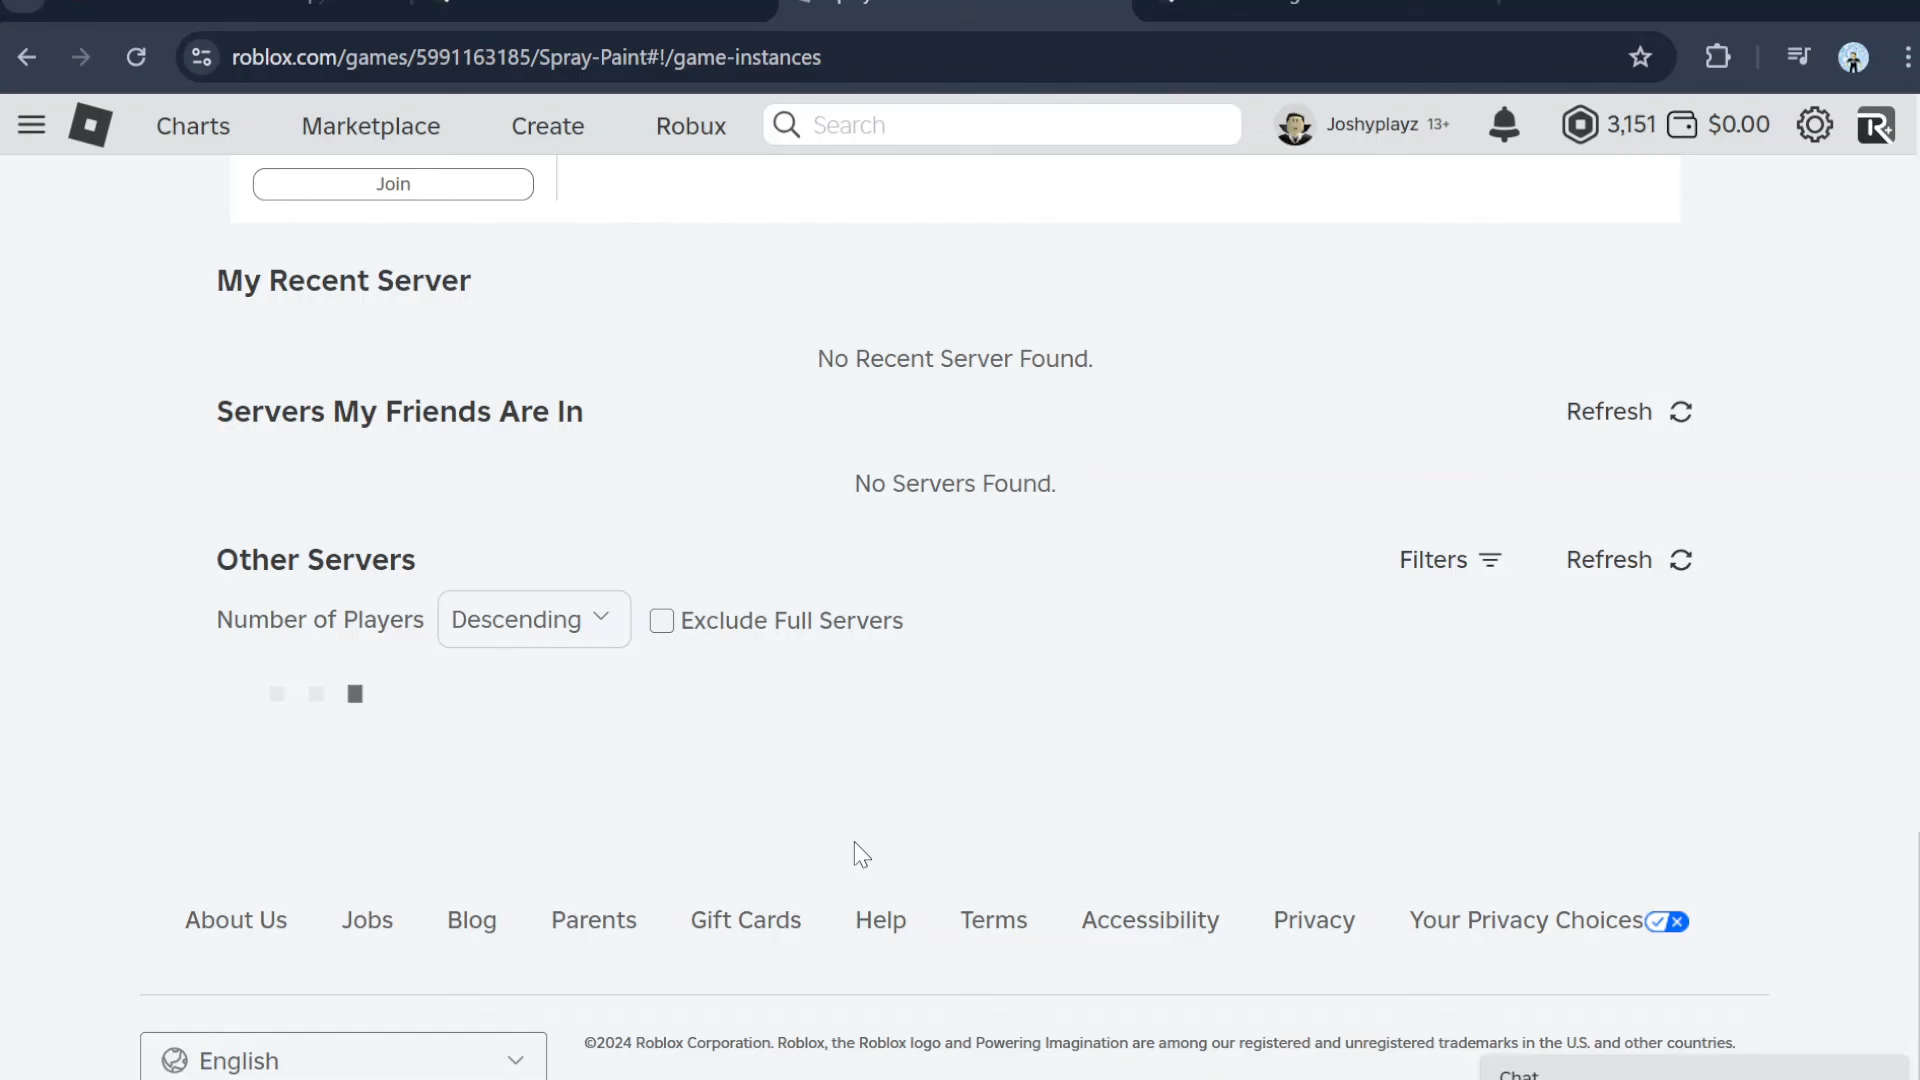 roblox.com/games/5991163185/Spray-Paint#!/game-instances
Charts Marketplace Create Robux Search Joshyplayz 13+ 3,151 $0.00
Join
My Recent Server
No Recent Server Found.
Servers My Friends Are In Refresh
No Servers Found.
Other Servers Filters Refresh
Number of Players Descending Exclude Full Servers
About Us Jobs Blog Parents Gift Cards Help Terms Accessibility Privacy Your Privacy Choices
English ©2024 Roblox Corporation. Roblox, the Roblox logo and Powering Imagination are among our registered and unregistered trademarks in the U.S. and other countries.
Chat